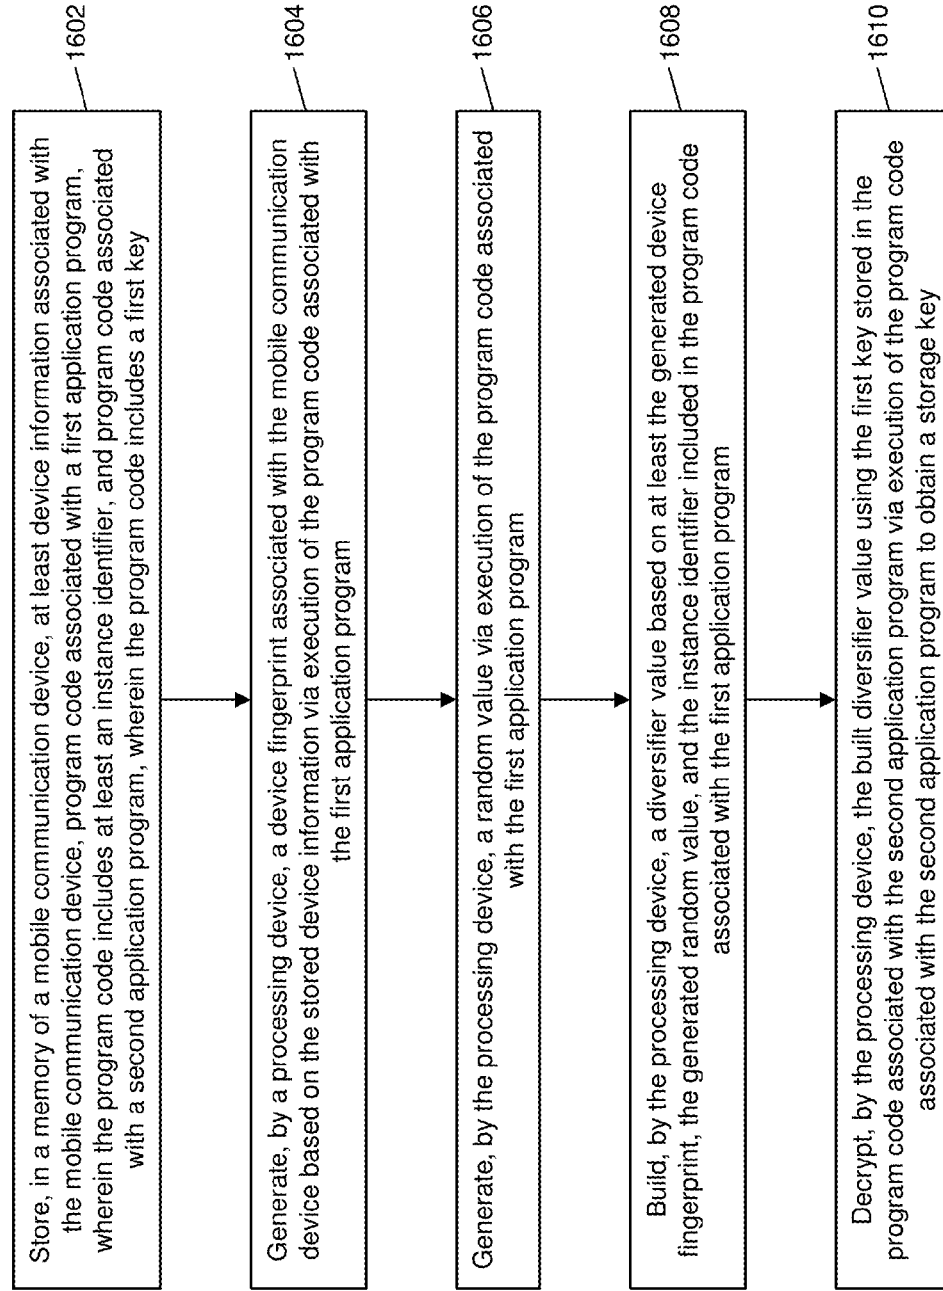 Store, in a memory of a mobile communication device, at least device information associated with
the mobile communication device, program code associated with a first application program,
wherein the program code includes at least an instance identifier, and program code associated
with a second application program, wherein the program code includes a first key
1602
Generate, by a processing device, a device fingerprint associated with the mobile communication
device based on the stored device information via execution of the program code associated with
the first application program
1604
Generate, by the processing device, a random value via execution of the program code associated
with the first application program
1606
Build, by the processing device, a diversifier value based on at least the generated device
fingerprint, the generated random value, and the instance identifier included in the program code
associated with the first application program
1608
Decrypt, by the processing device, the built diversifier value using the first key stored in the
program code associated with the second application program via execution of the program code
associated with the second application program to obtain a storage key
1610